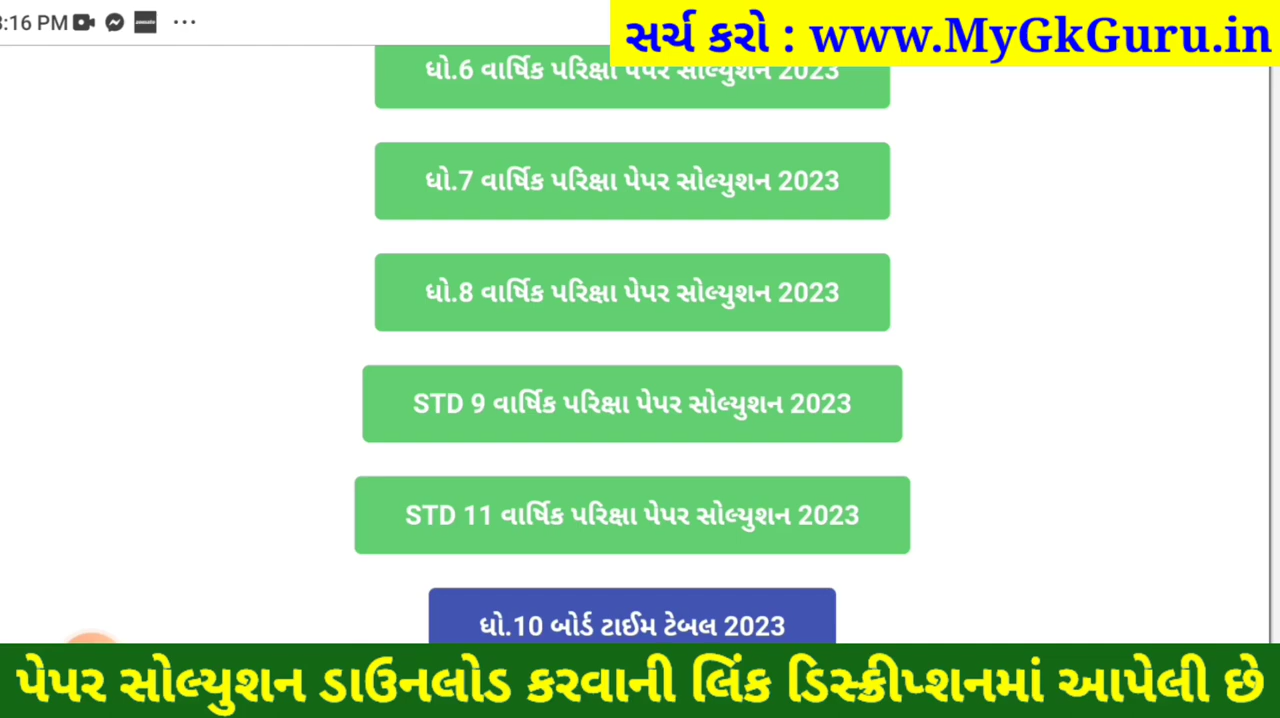 3:16 PM
સર્ચ કરો : www.MyGkGuru.in
ધો.6 વાર્ષિક પરિક્ષા પેપર સોલ્યુશન 2023
ધો.7 વાર્ષિક પરિક્ષા પેપર સોલ્યુશન 2023
ધો.8 વાર્ષિક પરિક્ષા પેપર સોલ્યુશન 2023
STD 9 વાર્ષિક પરિક્ષા પેપર સોલ્યુશન 2023
STD 11 વાર્ષિક પરિક્ષા પેપર સોલ્યુશન 2023
ધો.10 બોર્ડ ટાઈમ ટેબલ 2023
પેપર સોલ્યુશન ડાઉનલોડ કરવાની લિંક ડિસ્ક્રીપ્શનમાં આપેલી છે